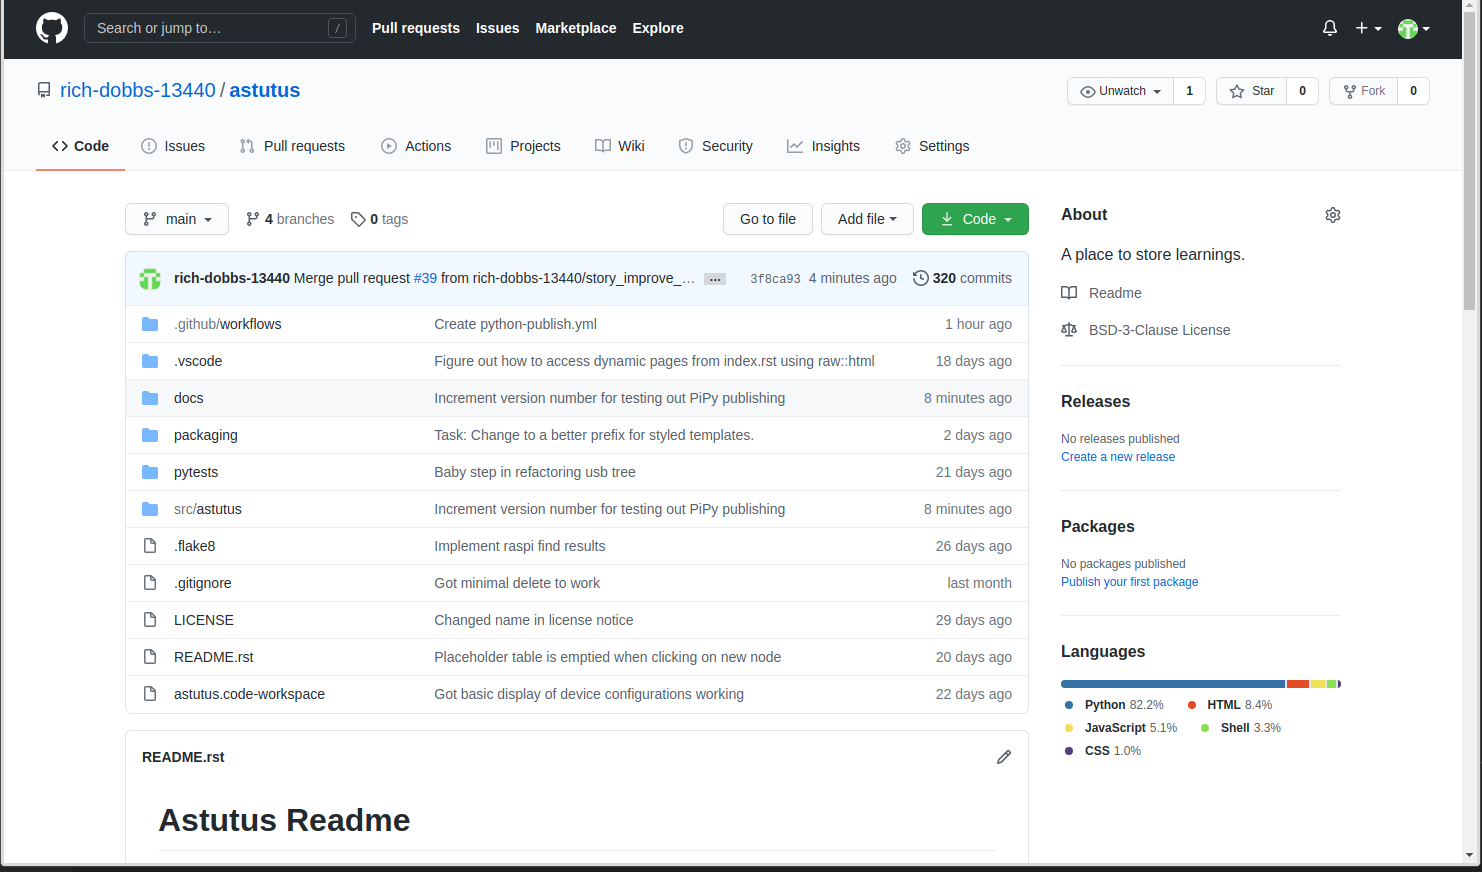 Search or jump to… /
Pull requests Issues Marketplace Explore
rich-dobbs-13440 / astutus
Unwatch 1 Star 0 Fork 0
Code Issues Pull requests Actions Projects Wiki Security Insights Settings
main 4 branches 0 tags Go to file Add file Code
rich-dobbs-13440 Merge pull request #39 from rich-dobbs-13440/story_improve_… … 3f8ca93 4 minutes ago 320 commits
.github/workflows Create python-publish.yml 1 hour ago
.vscode Figure out how to access dynamic pages from index.rst using raw::html 18 days ago
docs Increment version number for testing out PiPy publishing 8 minutes ago
packaging Task: Change to a better prefix for styled templates. 2 days ago
pytests Baby step in refactoring usb tree 21 days ago
src/astutus Increment version number for testing out PiPy publishing 8 minutes ago
.flake8 Implement raspi find results 26 days ago
.gitignore Got minimal delete to work last month
LICENSE Changed name in license notice 29 days ago
README.rst Placeholder table is emptied when clicking on new node 20 days ago
astutus.code-workspace Got basic display of device configurations working 22 days ago
README.rst
Astutus Readme
About
A place to store learnings.
Readme
BSD-3-Clause License
Releases
No releases published
Create a new release
Packages
No packages published
Publish your first package
Languages
Python 82.2% HTML 8.4%
JavaScript 5.1% Shell 3.3%
CSS 1.0%